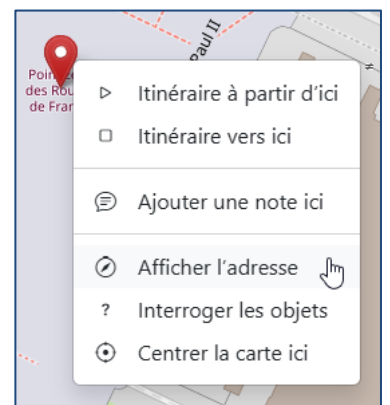 Paul II
Poin
des Rou
de Fran
Itinéraire à partir d’ici
Itinéraire vers ici
Ajouter une note ici
Afficher l’adresse
? Interroger les objets
Centrer la carte ici